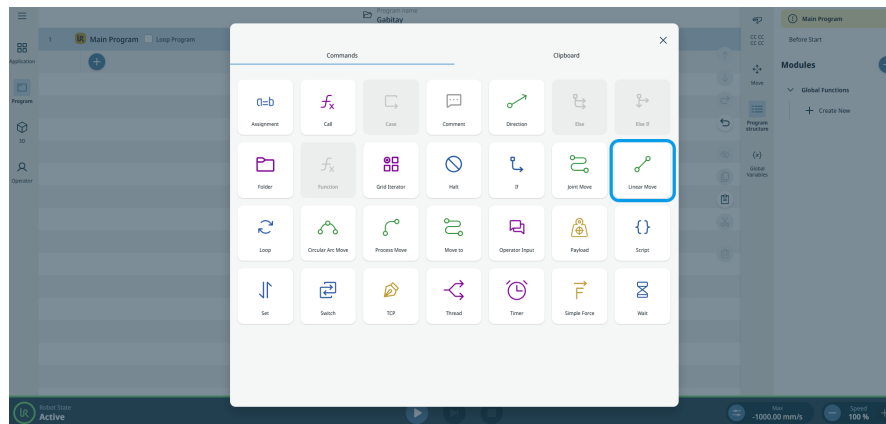 Program name
Gabitay
1 Main Program Loop Program
Application
Program
3D
Operator
Commands
Clipboard
a=b
Assignment
fx
Call
Case
Comment
Direction
Else
Else If
Folder
fx
Function
Grid Iterator
Halt
If
Joint Move
Linear Move
Loop
Circular Arc Move
Process Move
Move to
Operator Input
Payload
{ }
Script
Set
Switch
TCP
Thread
Timer
F
Simple Force
Wait
Move
Program
structure
{x}
Global
Variables
Main Program
Before Start
Modules
Global Functions
+ Create New
Robot State
Active
Max
-1000.00 mm/s
Speed
100 %